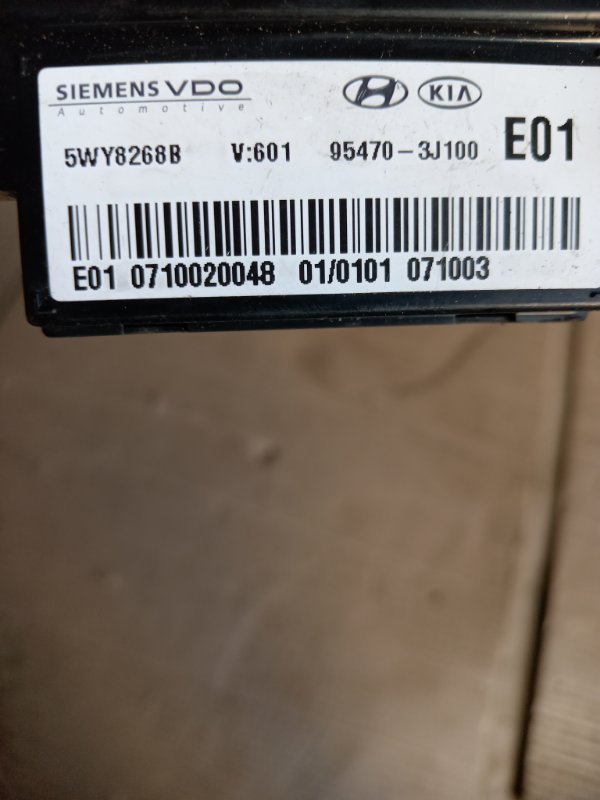 SIEMENS VDO KIA
Automotive
5WY8268B V:601 95470-3J100 E01
E01 0710020048 01/0101 071003